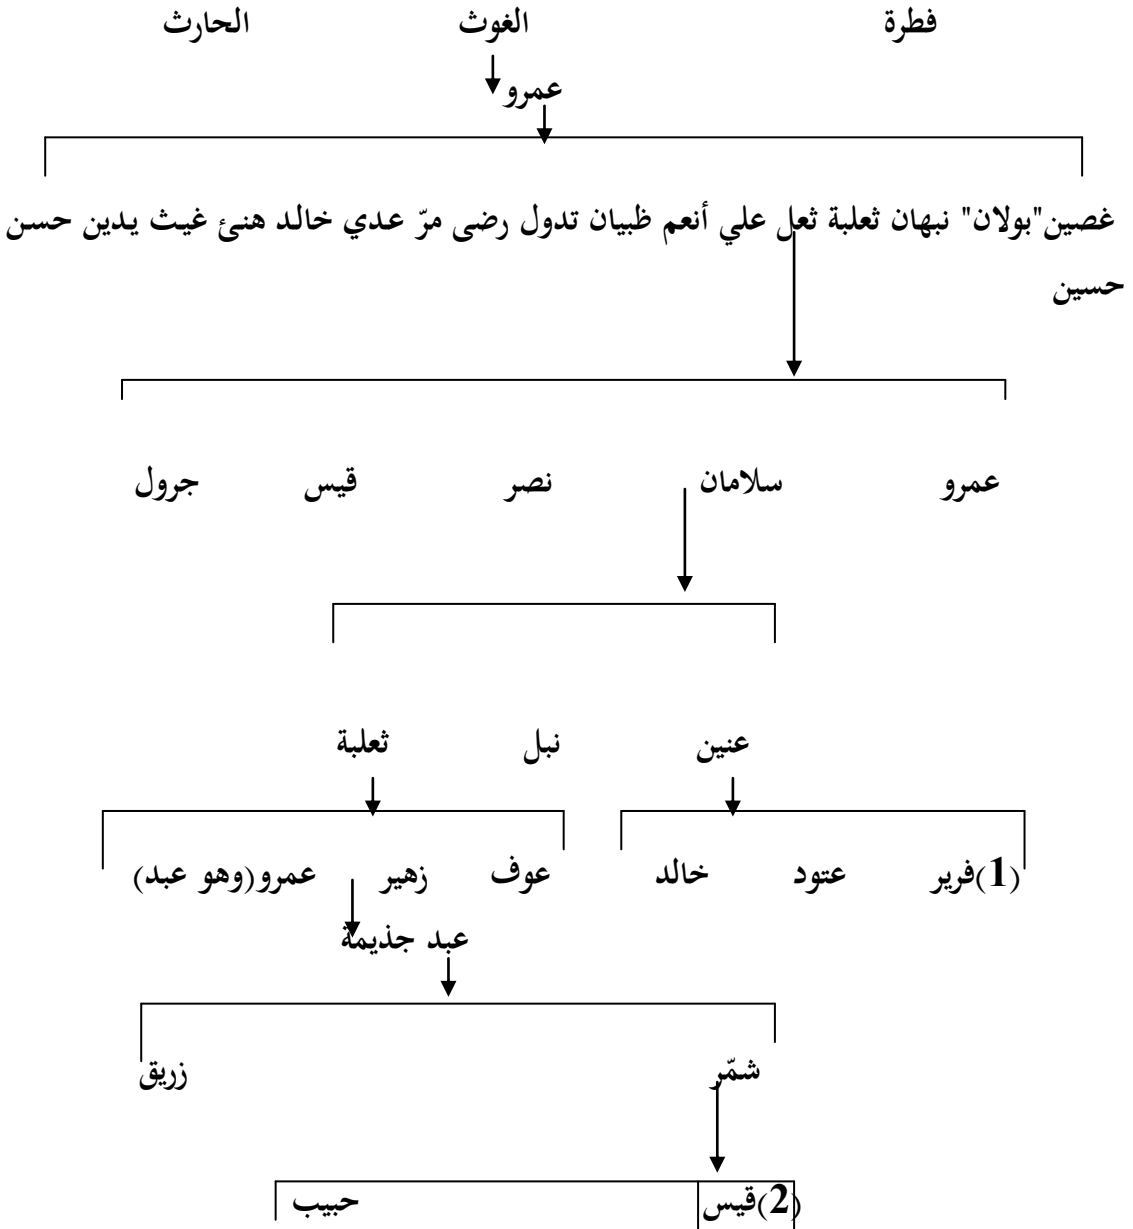 فطرة الغوث الحارث
عمرو
غصين"بولان" نبهان ثعلبة ثعل علي أنعم ظبيان تدول رضى مرّ عدي خالد هنئ غيث يدين حسن
حسين
عمرو سلامان نصر قيس جرول
عنين نبل ثعلبة
(1)فرير عتود خالد عوف زهير عمرو(وهو عبد)
عبد جذيمة
شمّر زريق
(2)قيس حبيب